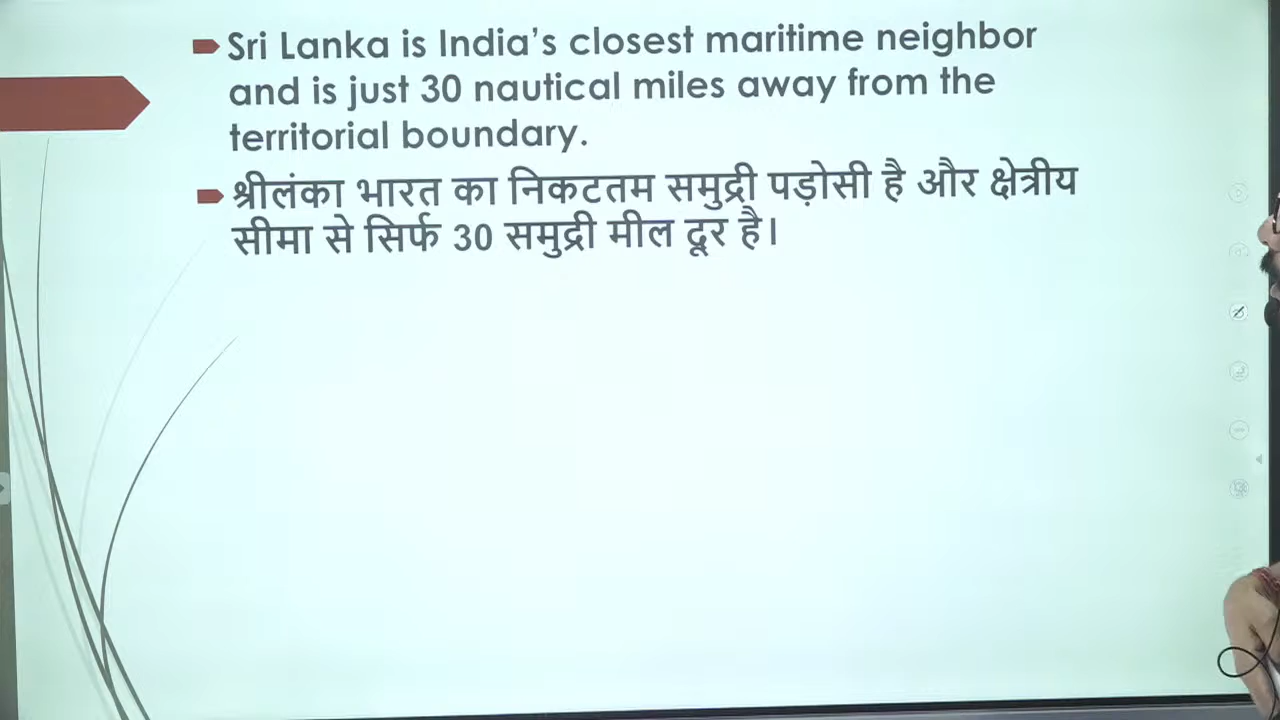 Sri Lanka is India’s closest maritime neighbor
and is just 30 nautical miles away from the
territorial boundary.
श्रीलंका भारत का निकटतम समुद्री पड़ोसी है और क्षेत्रीय
सीमा से सिर्फ 30 समुद्री मील दूर है।